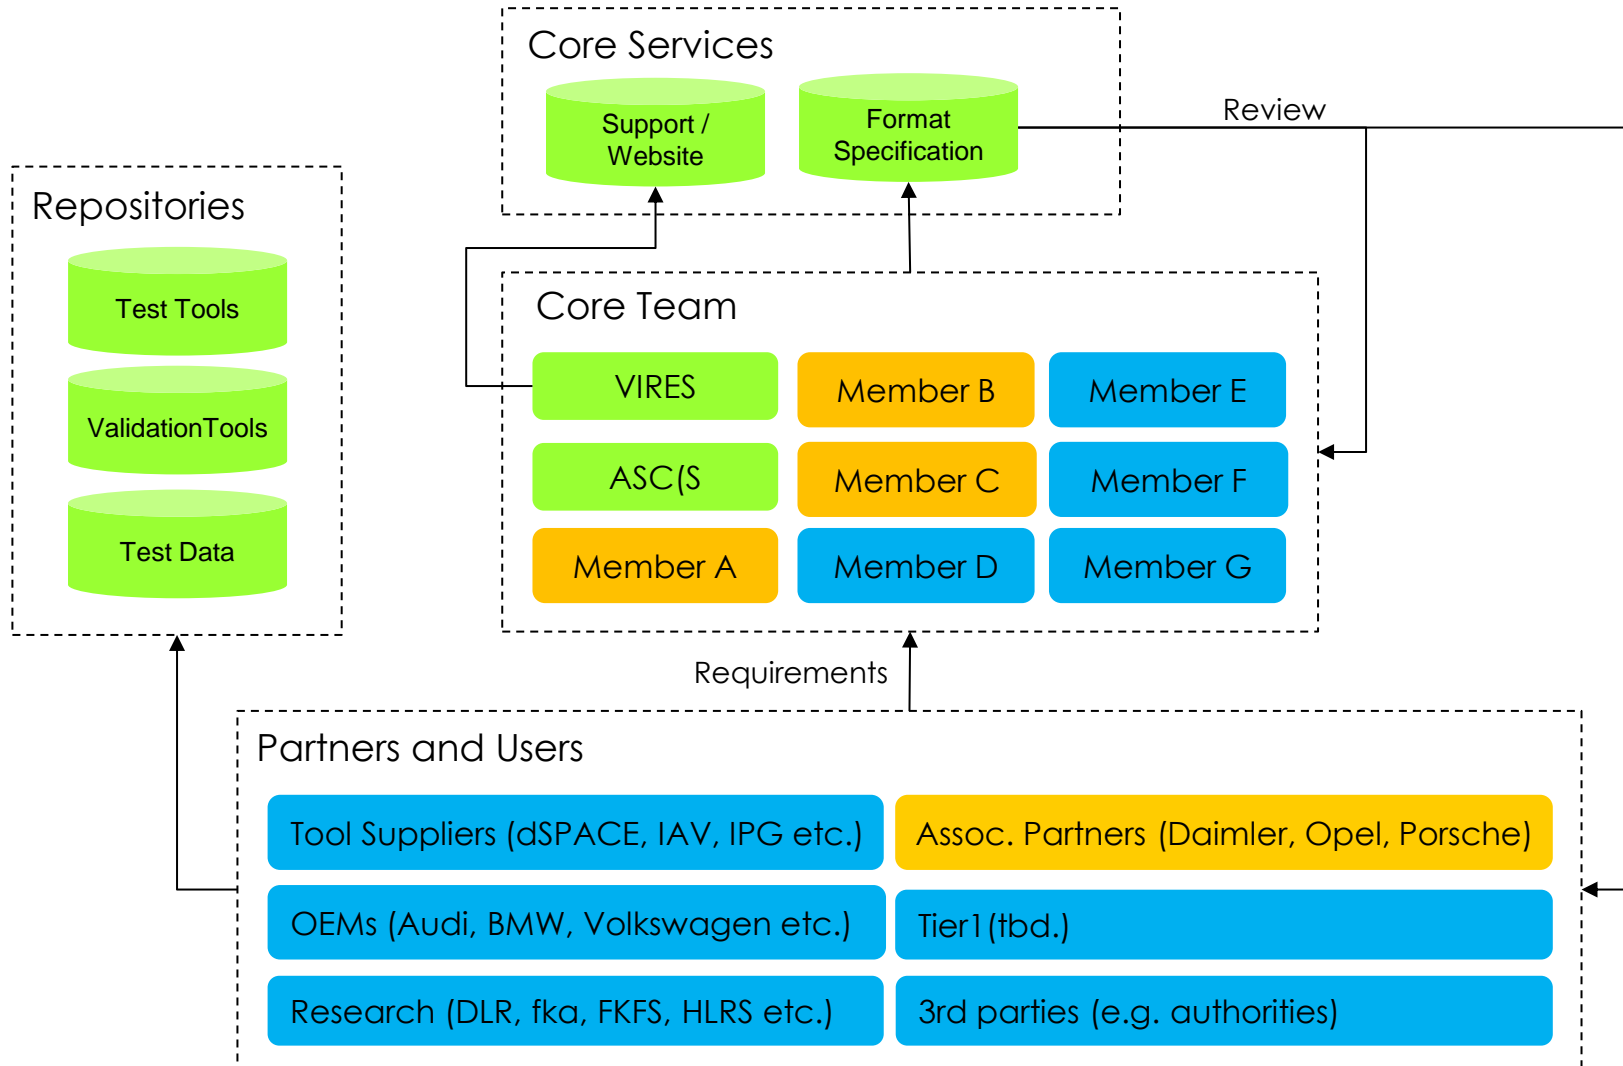 Core Services
Support /
Website
Format
Specification
Review
Repositories
Test Tools
ValidationTools
Test Data
Core Team
VIRES
Member B
Member E
ASC(S
Member C
Member F
Member A
Member D
Member G
Requirements
Partners and Users
Tool Suppliers (dSPACE, IAV, IPG etc.)
Assoc. Partners (Daimler, Opel, Porsche)
OEMs (Audi, BMW, Volkswagen etc.)
Tier1(tbd.)
Research (DLR, fka, FKFS, HLRS etc.)
3rd parties (e.g. authorities)